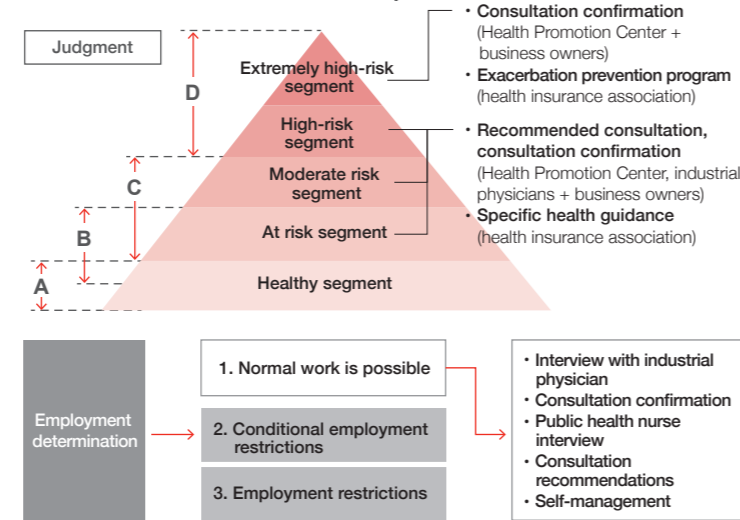 Judgment
D
C
B
A
Extremely high-risk
segment
High-risk
segment
Moderate risk
segment
At risk segment
Healthy segment
・Consultation confirmation
(Health Promotion Center +
business owners)
・Exacerbation prevention program
(health insurance association)
・Recommended consultation,
consultation confirmation
(Health Promotion Center, industrial
physicians + business owners)
・Specific health guidance
(health insurance association)
Employment
determination
1. Normal work is possible
2. Conditional employment
restrictions
3. Employment restrictions
・Interview with industrial
physician
・Consultation confirmation
・Public health nurse
interview
・Consultation
recommendations
・Self-management